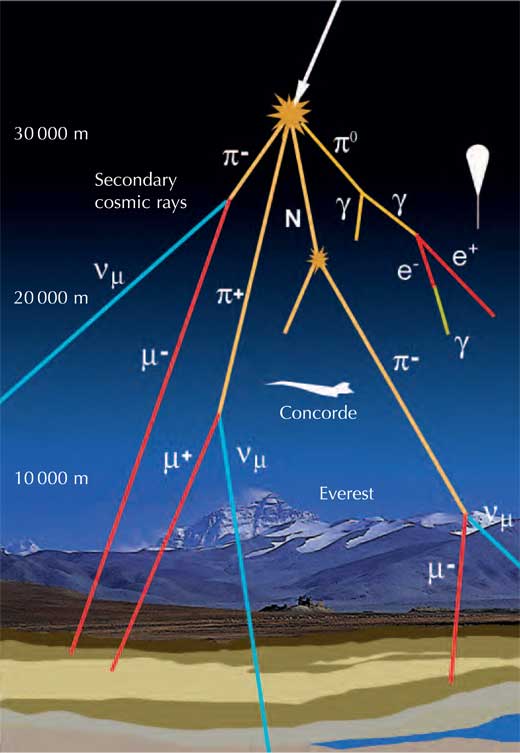 30 000 m
π-
π⁰
Secondary
cosmic rays
γ
γ
N
νμ
e-
e+
20 000 m
π+
γ
μ-
π-
Concorde
μ+
νμ
10 000 m
Everest
νμ
μ-